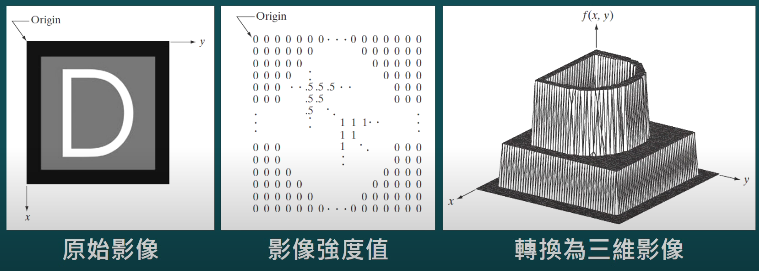 Origin
y
x
原始影像
Origin
0 0 0 0 0 0 0 · · · 0 0 0 0 0 0 0
0 0 0 0 0 0 0 0 0 0 0
0 0 0 0 0 0 0 0 0 0
0 0 0 0 0 0 0 0
0 0 0 · · .5 .5 .5 · · 0 0 0
0 0 0 .5 .5 0 0 0
.5
1 1 1 · ·
1 1
0 0 0 1 0 0 0
0 0 0 0 0 0
0 0 0 0 0 0 0 0
0 0 0 0 0 0 0 0 0
0 0 0 0 0 0 0 0 0 0 0
0 0 0 0 0 0 0 · · · 0 0 0 0 0 0 0
影像強度值
f(x, y)
x
y
轉換為三維影像
D